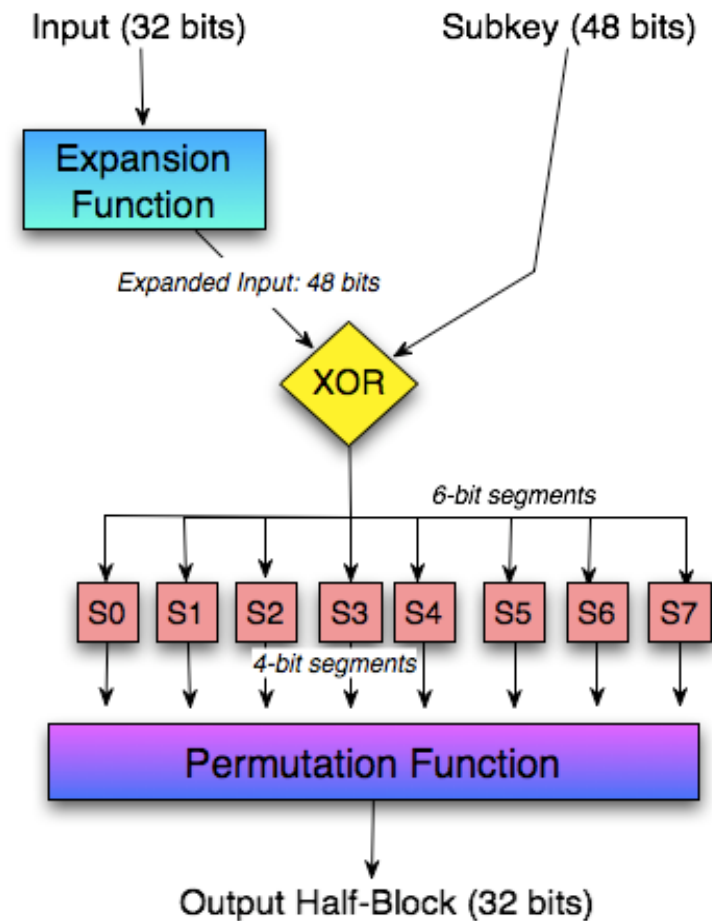 Input (32 bits)
Subkey (48 bits)
Expansion
Function
Expanded Input: 48 bits
XOR
6-bit segments
S0 S1 S2 S3 S4 S5 S6 S7
4-bit segments
Permutation Function
Output Half-Block (32 bits)